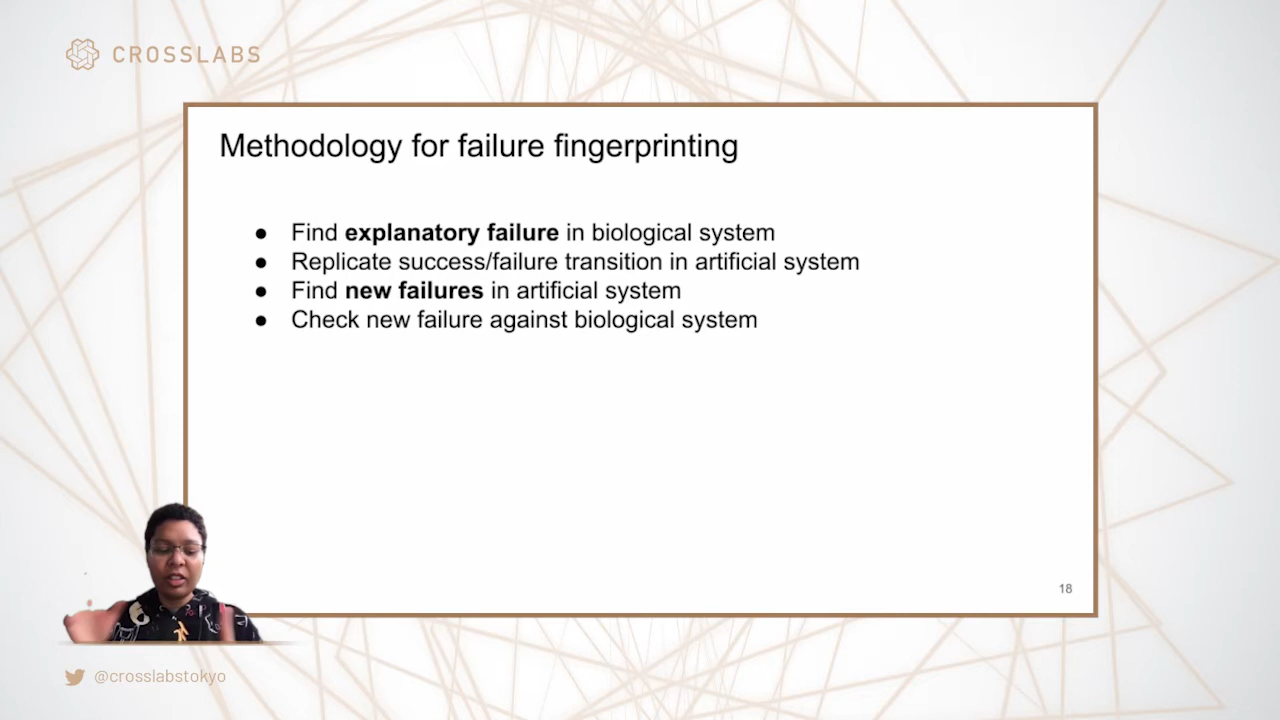 CROSSLABS
Methodology for failure fingerprinting
● Find explanatory failure in biological system
● Replicate success/failure transition in artificial system
● Find new failures in artificial system
● Check new failure against biological system
18
@crosslabstokyo